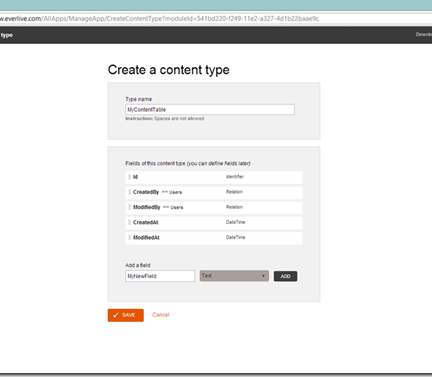 w.everlive.com/AllApps/ManageApp/CreateContentType?moduleId=541bd220-f249-11e2-a327-4d1b22baae9c
type
Downlo
Create a content type
Type name
MyContentTable
Instruction: Spaces are not allowed
Fields of this content type (you can define fields later)
Id Identifier
CreatedBy Users Relation
ModifiedBy Users Relation
CreatedAt DateTime
ModifiedAt DateTime
Add a field
MyNewField Text ADD
SAVE Cancel